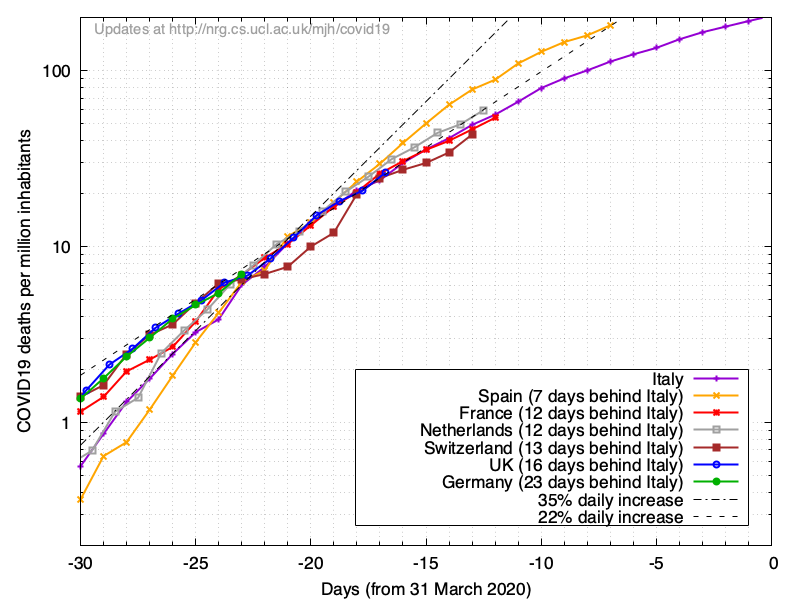 Updates at http://nrg.cs.ucl.ac.uk/mjh/covid19
100
10
1
COVID19 deaths per million inhabitants
Italy
Spain (7 days behind Italy)
France (12 days behind Italy)
Netherlands (12 days behind Italy)
Switzerland (13 days behind Italy)
UK (16 days behind Italy)
Germany (23 days behind Italy)
35% daily increase
22% daily increase
-30 -25 -20 -15 -10 -5 0
Days (from 31 March 2020)